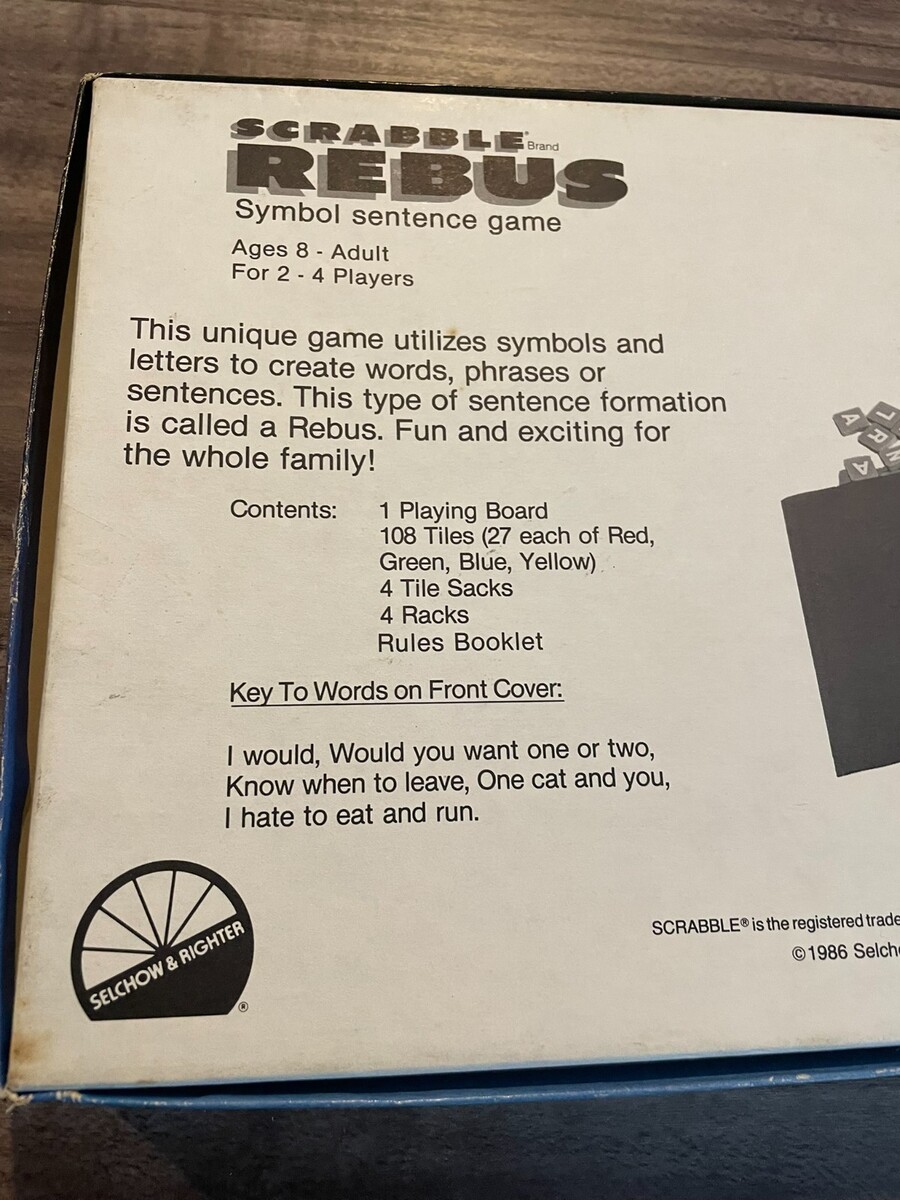 SCRABBLE® Brand
REBUS
Symbol sentence game
Ages 8 - Adult
For 2 - 4 Players
This unique game utilizes symbols and
letters to create words, phrases or
sentences. This type of sentence formation
is called a Rebus. Fun and exciting for
the whole family!
Contents: 1 Playing Board
108 Tiles (27 each of Red,
Green, Blue, Yellow)
4 Tile Sacks
4 Racks
Rules Booklet
Key To Words on Front Cover:
I would, Would you want one or two,
Know when to leave, One cat and you,
I hate to eat and run.
SELCHOW & RIGHTER
®
SCRABBLE® is the registered trade
©1986 Selcho
A
R
A